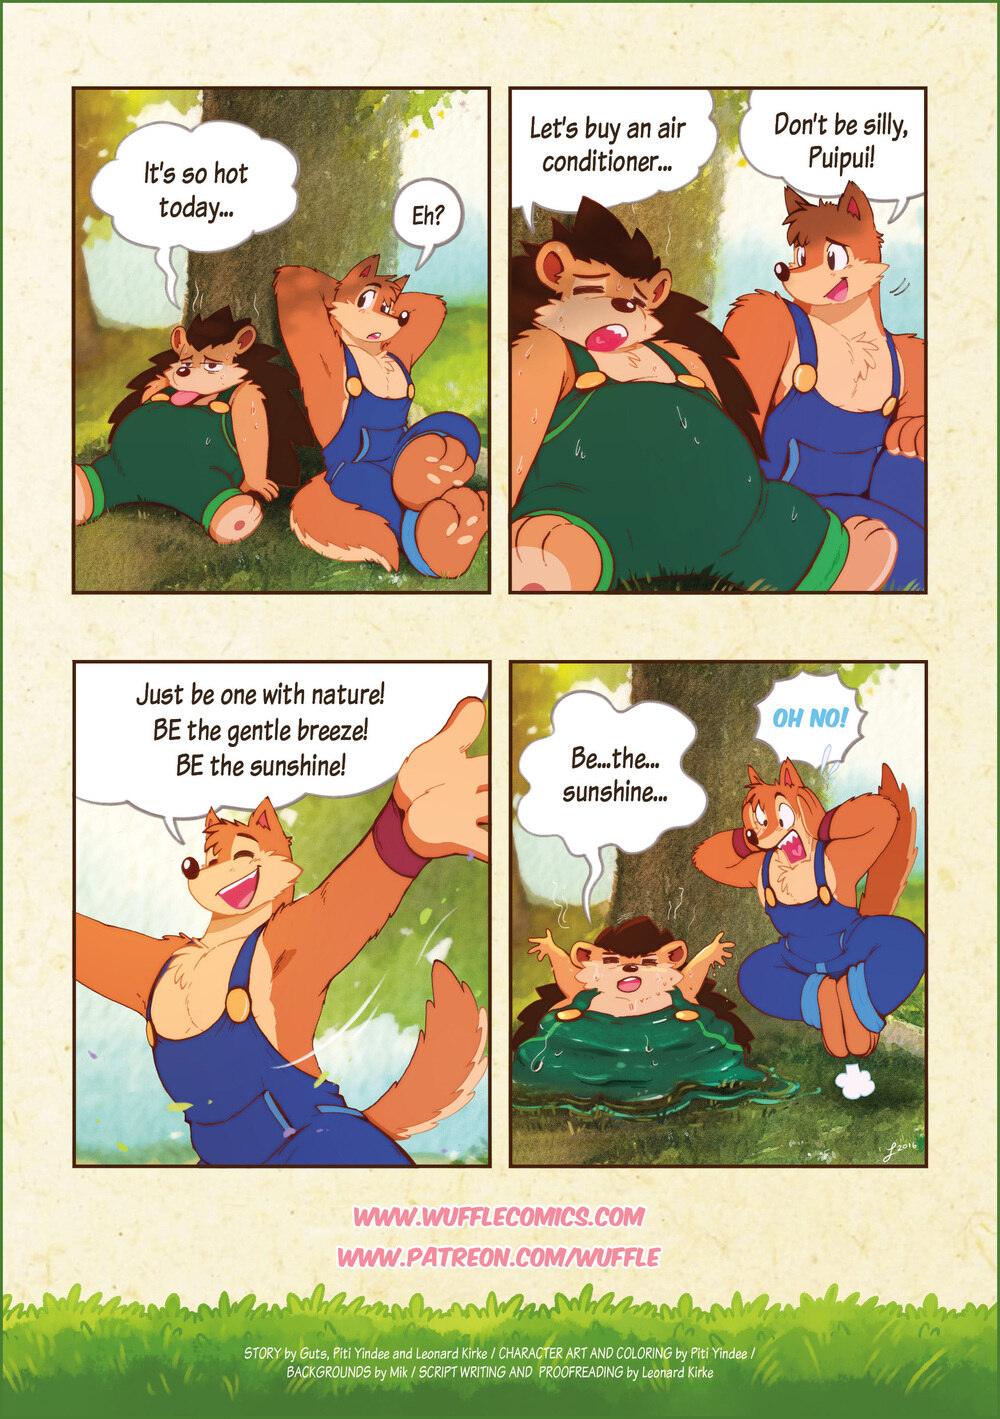 It's so hot
today...
Eh?
Let's buy an air
conditioner...
Don't be silly,
Puipui!
Just be one with nature!
BE the gentle breeze!
BE the sunshine!
Be...the...
sunshine...
OH NO!
2016
WWW.WUFFLECOMICS.COM
WWW.PATREON.COM/WUFFLE
STORY by Guts, Piti Yindee and Leonard Kirke / CHARACTER ART AND COLORING by Piti Yindee /
BACKGROUNDS by Mik / SCRIPT WRITING AND PROOFREADING by Leonard Kirke